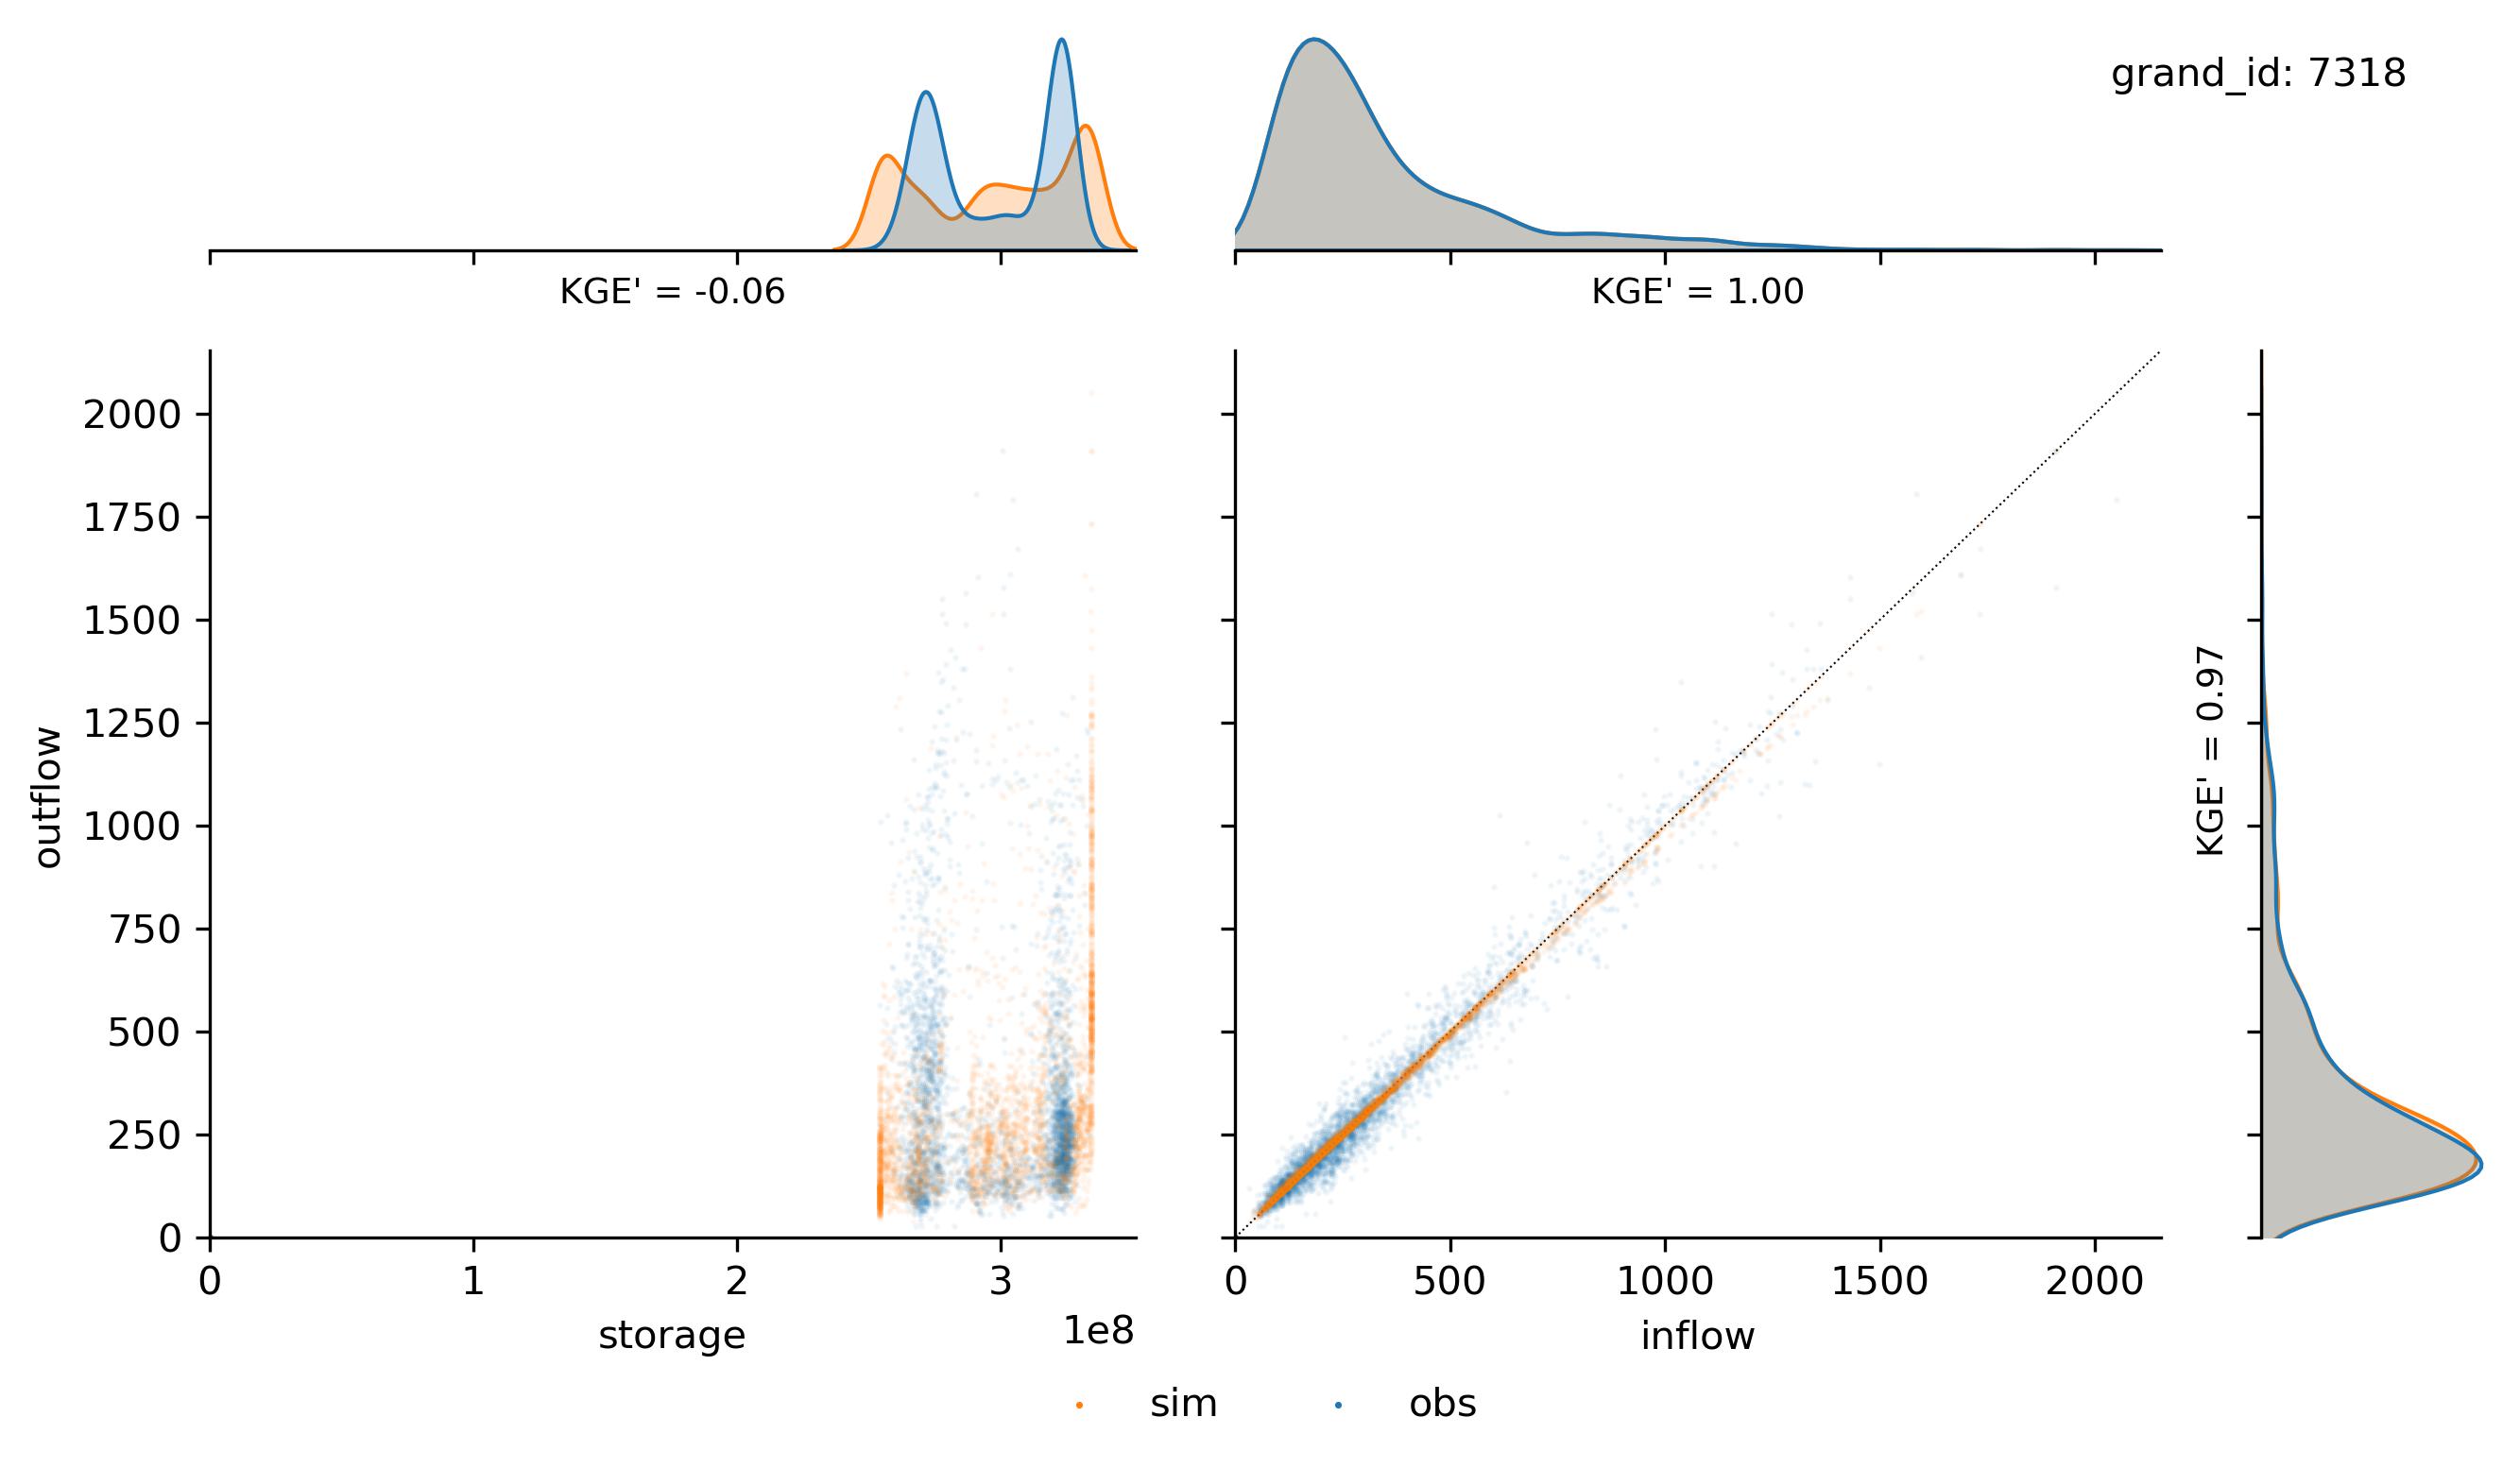 grand_id: 7318
KGE' = -0.06
KGE' = 1.00
outflow
2000
1750
1500
1250
1000
750
500
250
0
KGE' = 0.97
0 1 2 3
0 500 1000 1500 2000
storage
1e8
inflow
sim obs